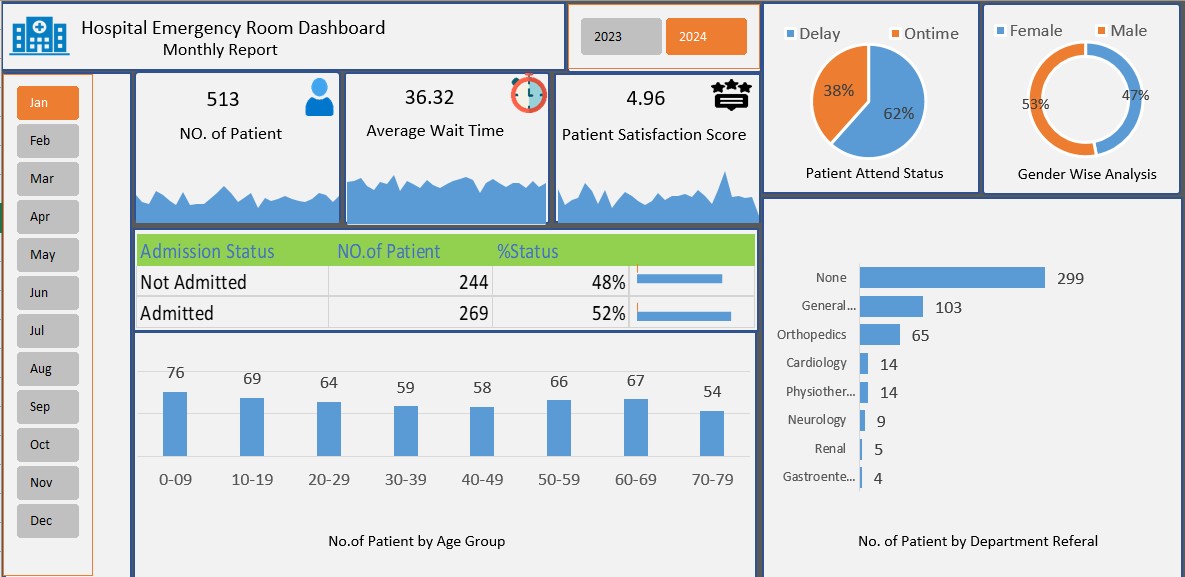 Hospital Emergency Room Dashboard
Monthly Report
2023
2024
Jan
Feb
Mar
Apr
May
Jun
Jul
Aug
Sep
Oct
Nov
Dec
513
NO. of Patient
36.32
Average Wait Time
4.96
Patient Satisfaction Score
Delay Ontime
38%
62%
Patient Attend Status
Female Male
53%
47%
Gender Wise Analysis
Admission Status NO.of Patient %Status
Not Admitted 244 48%
Admitted 269 52%
76 69 64 59 58 66 67 54
0-09 10-19 20-29 30-39 40-49 50-59 60-69 70-79
No.of Patient by Age Group
None 299
General... 103
Orthopedics 65
Cardiology 14
Physiother... 14
Neurology 9
Renal 5
Gastroente... 4
No. of Patient by Department Referal